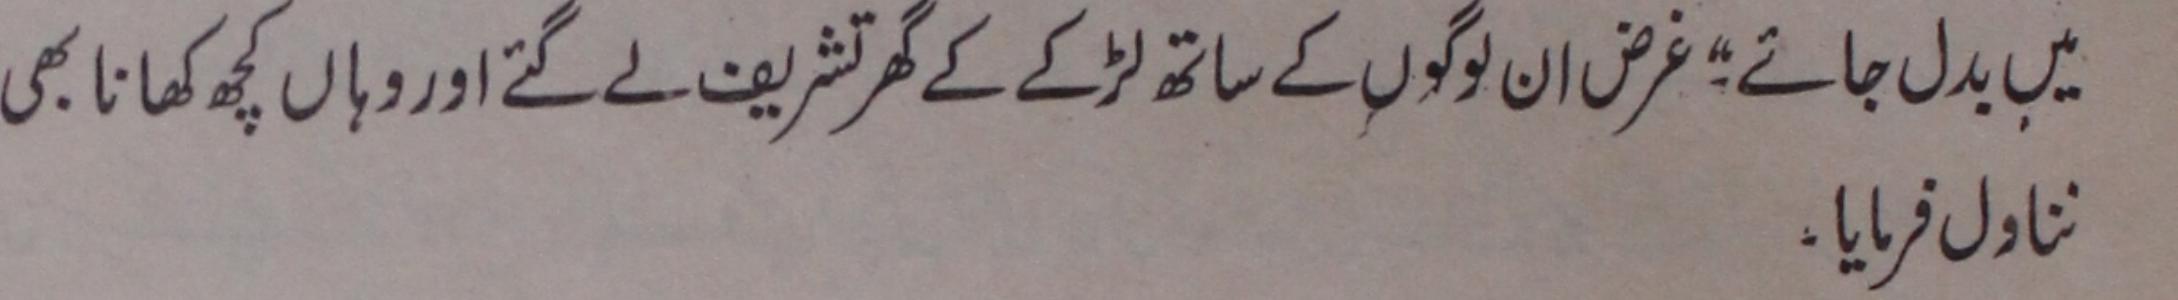 میں بدل جائے"؛ غرض ان لوگوں کے ساتھ لڑکے کے گھر تشریف لے گئے اور وہاں کچھ کھانا بھی
تناول فرمایا۔